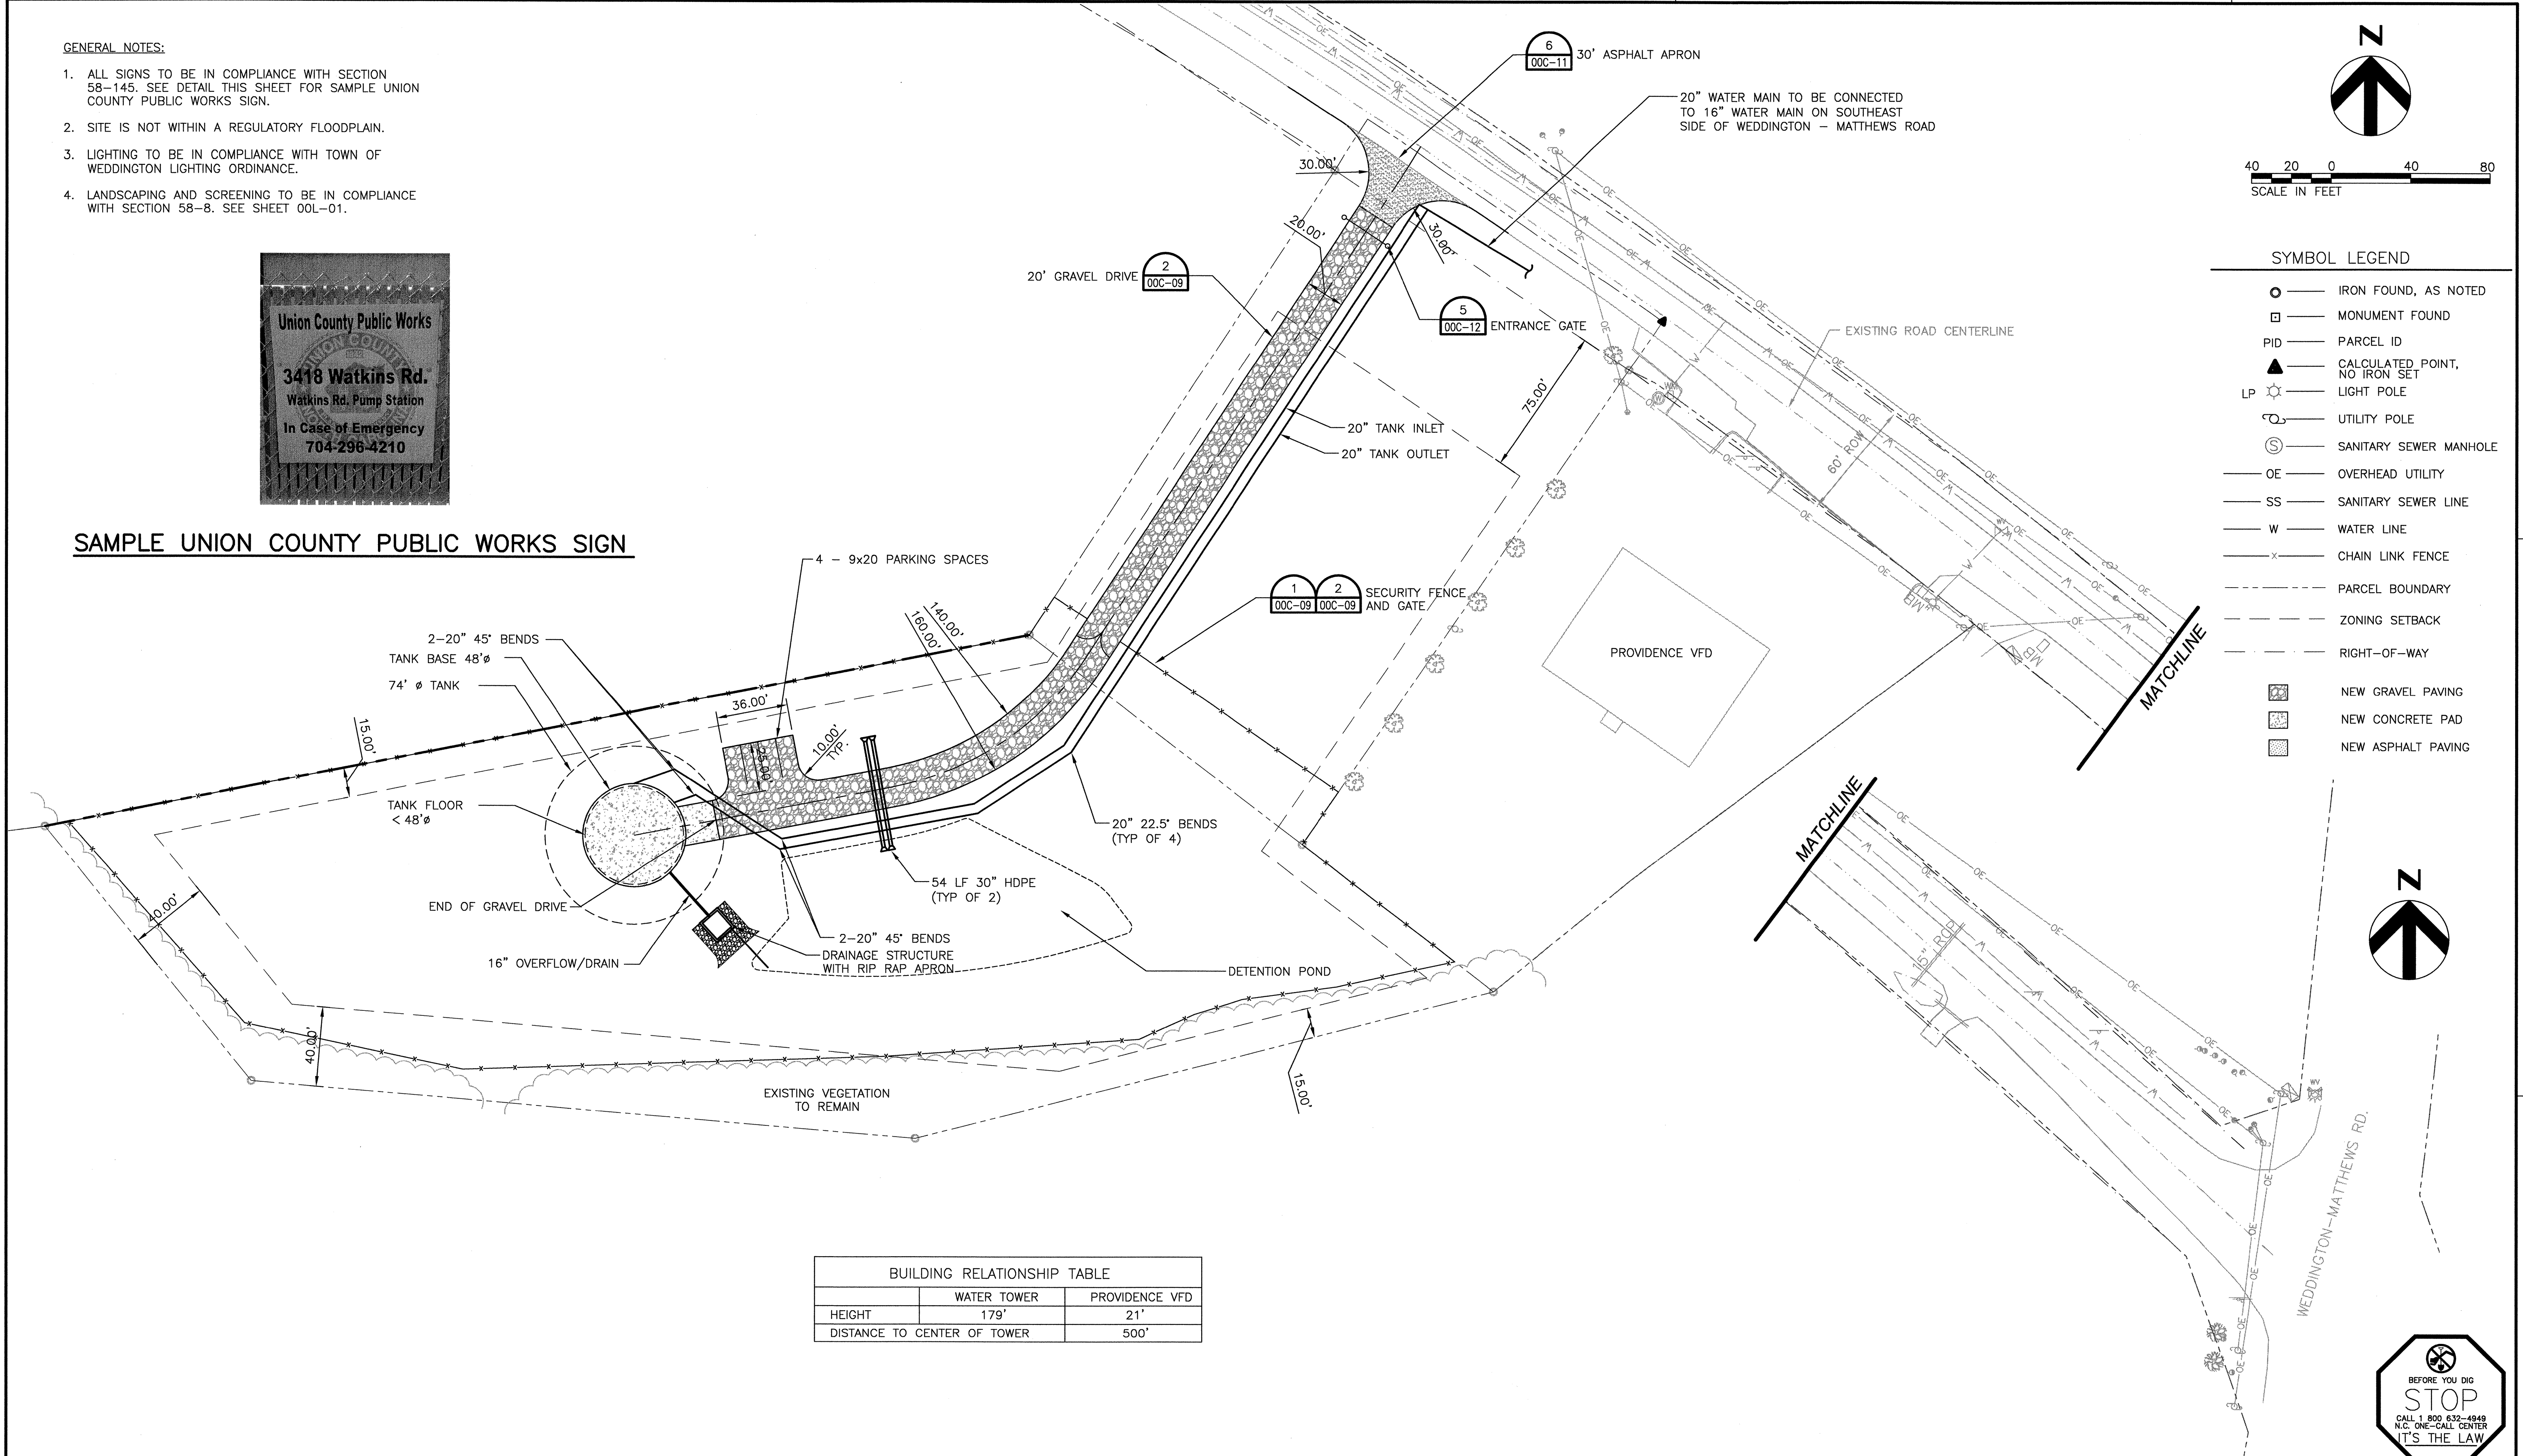 GENERAL NOTES:
1. ALL SIGNS TO BE IN COMPLIANCE WITH SECTION
58-145. SEE DETAIL THIS SHEET FOR SAMPLE UNION
COUNTY PUBLIC WORKS SIGN.
2. SITE IS NOT WITHIN A REGULATORY FLOODPLAIN.
3. LIGHTING TO BE IN COMPLIANCE WITH TOWN OF
WEDDINGTON LIGHTING ORDINANCE.
4. LANDSCAPING AND SCREENING TO BE IN COMPLIANCE
WITH SECTION 58-8. SEE SHEET 00L-01.
Union County Public Works
UNION COUNTY
3418 Watkins Rd.
Watkins Rd. Pump Station
In Case of Emergency
704-296-4210
SAMPLE UNION COUNTY PUBLIC WORKS SIGN
6
00C-11
30' ASPHALT APRON
20" WATER MAIN TO BE CONNECTED
TO 16" WATER MAIN ON SOUTHEAST
SIDE OF WEDDINGTON - MATTHEWS ROAD
30.00'
20.00'
30.00'
20' GRAVEL DRIVE
2
00C-09
5
00C-12
ENTRANCE GATE
EXISTING ROAD CENTERLINE
75.00'
60' ROW
20" TANK INLET
20" TANK OUTLET
4 - 9x20 PARKING SPACES
1
00C-09
2
00C-09
SECURITY FENCE
AND GATE
140.00'
160.00'
2-20" 45° BENDS
TANK BASE 48'ø
74' ø TANK
36.00'
10.00'
TYP.
25.00'
15.00'
TANK FLOOR
< 48'ø
PROVIDENCE VFD
MB
MB
20" 22.5° BENDS
(TYP OF 4)
54 LF 30" HDPE
(TYP OF 2)
40.00'
END OF GRAVEL DRIVE
2-20" 45° BENDS
DRAINAGE STRUCTURE
WITH RIP RAP APRON
16" OVERFLOW/DRAIN
DETENTION POND
40.00'
15.00'
EXISTING VEGETATION
TO REMAIN
MATCHLINE
MATCHLINE
15" RCP
WV
WEDDINGTON-MATTHEWS RD.
N
40 20 0 40 80
SCALE IN FEET
SYMBOL LEGEND
IRON FOUND, AS NOTED
MONUMENT FOUND
PID PARCEL ID
CALCULATED POINT,
NO IRON SET
LP LIGHT POLE
UTILITY POLE
S SANITARY SEWER MANHOLE
OE OVERHEAD UTILITY
SS SANITARY SEWER LINE
W WATER LINE
x CHAIN LINK FENCE
PARCEL BOUNDARY
ZONING SETBACK
RIGHT-OF-WAY
NEW GRAVEL PAVING
NEW CONCRETE PAD
NEW ASPHALT PAVING
N
BUILDING RELATIONSHIP TABLE
WATER TOWER PROVIDENCE VFD
HEIGHT 179' 21'
DISTANCE TO CENTER OF TOWER 500'
BEFORE YOU DIG
STOP
CALL 1 800 632-4949
N.C. ONE-CALL CENTER
IT'S THE LAW